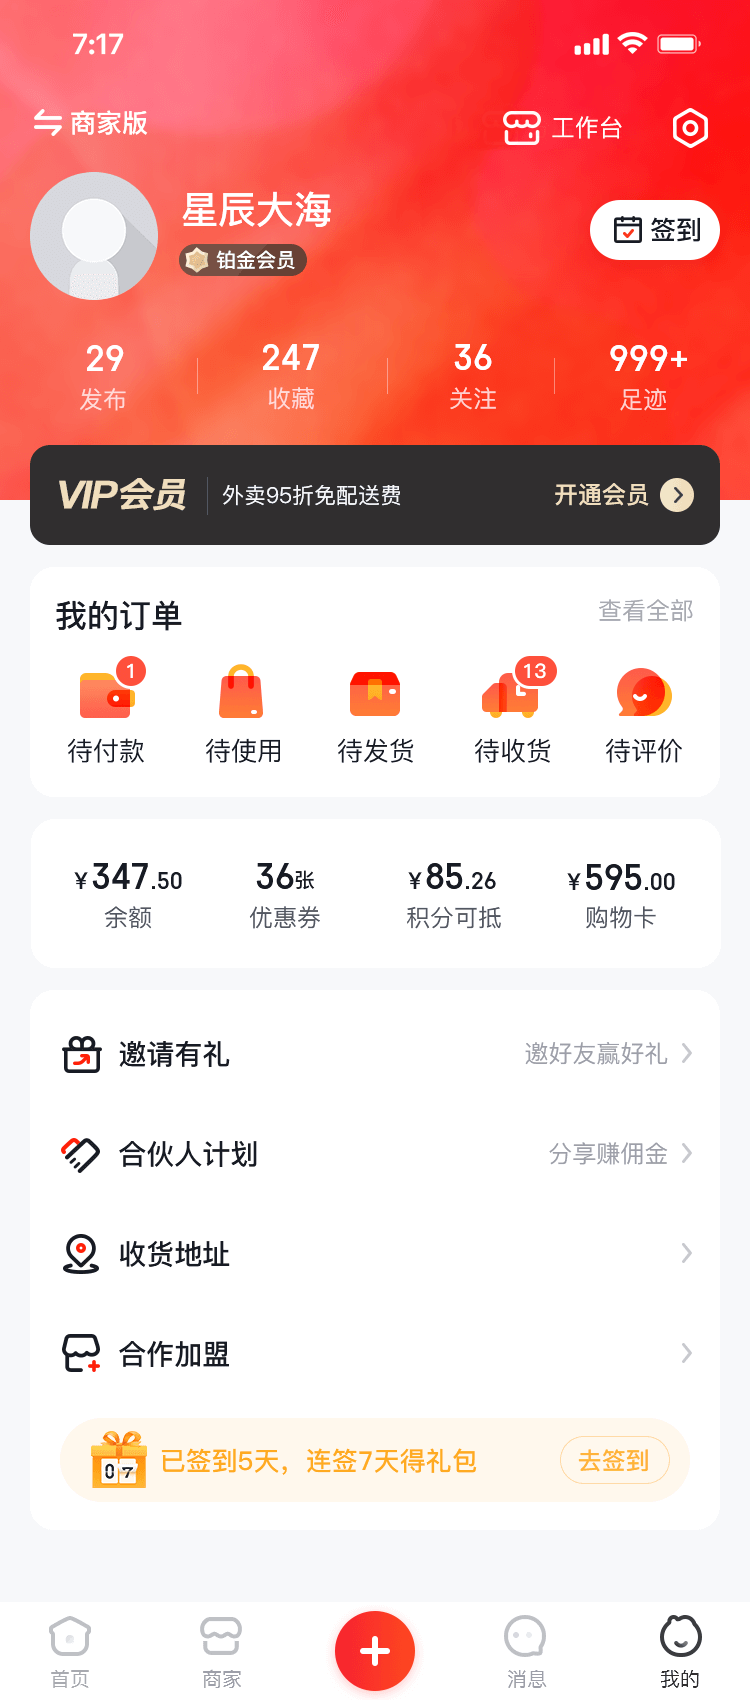 7:17
商家版
工作台
星辰大海
铂金会员
签到
29 247 36 999+
发布 收藏 关注 足迹
VIP会员 外卖95折免配送费 开通会员
我的订单 查看全部
1 13
待付款 待使用 待发货 待收货 待评价
¥347.50 36张 ¥85.26 ¥595.00
余额 优惠券 积分可抵 购物卡
邀请有礼 邀好友赢好礼
合伙人计划 分享赚佣金
收货地址
合作加盟
07
已签到5天，连签7天得礼包 去签到
首页 商家 消息 我的